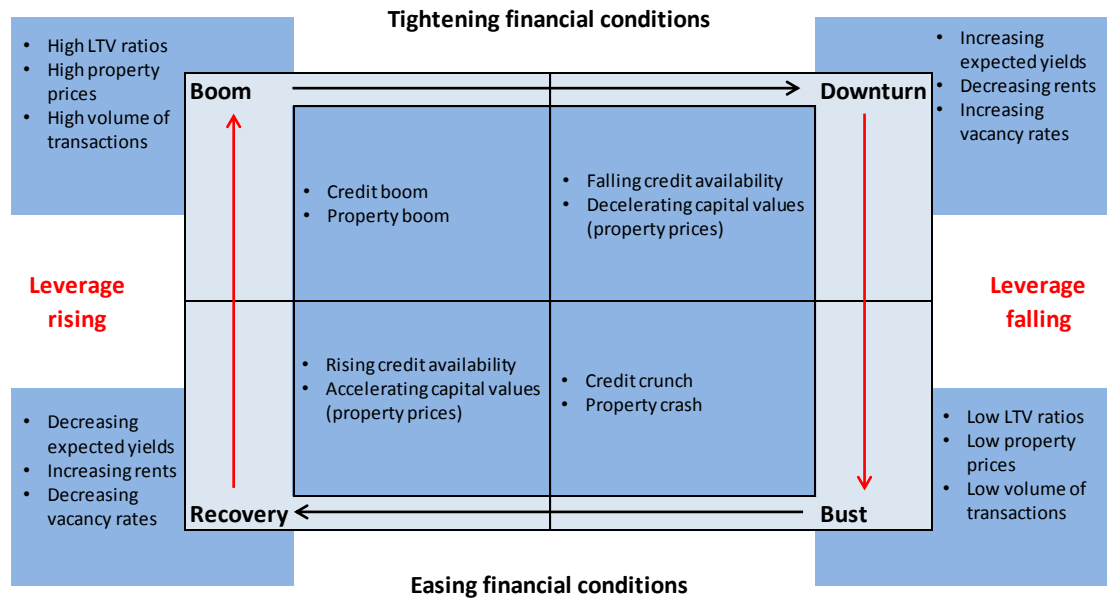 Tightening financial conditions
• High LTV ratios
• High property
prices
• High volume of
transactions
• Increasing
expected yields
• Decreasing rents
• Increasing
vacancy rates
Boom
Downturn
• Credit boom
• Property boom
• Falling credit availability
• Decelerating capital values
(property prices)
Leverage
rising
Leverage
falling
• Rising credit availability
• Accelerating capital values
(property prices)
• Credit crunch
• Property crash
• Decreasing
expected yields
• Increasing rents
• Decreasing
vacancy rates
• Low LTV ratios
• Low property
prices
• Low volume of
transactions
Recovery
Bust
Easing financial conditions